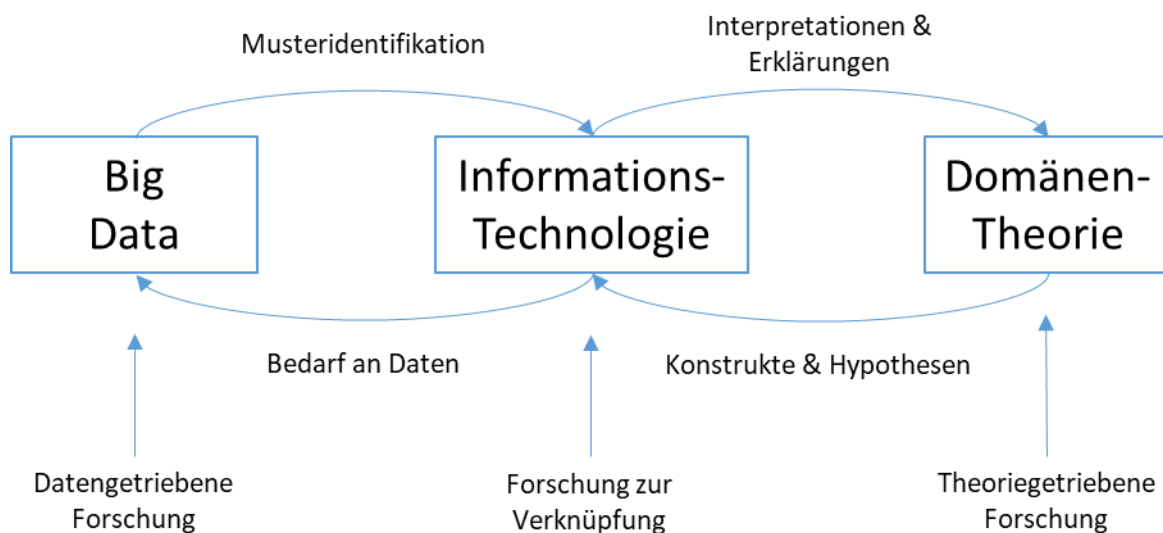 Musteridentifikation
Interpretationen &
Erklärungen
Big
Data
Informations-
Technologie
Domänen-
Theorie
Bedarf an Daten
Konstrukte & Hypothesen
Datengetriebene
Forschung
Forschung zur
Verknüpfung
Theoriegetriebene
Forschung